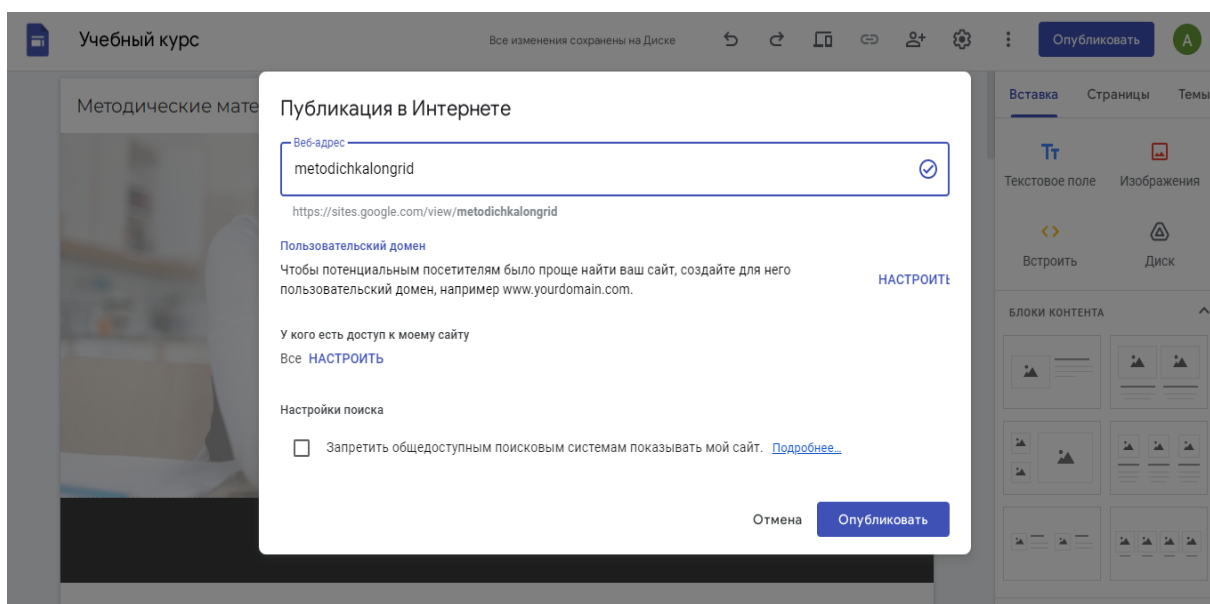 Учебный курс
Все изменения сохранены на Диске
Опубликовать
А
Методические мате
Публикация в Интернете
Веб-адрес
metodichkalongrid
https://sites.google.com/view/metodichkalongrid
Пользовательский домен
Чтобы потенциальным посетителям было проще найти ваш сайт, создайте для него
пользовательский домен, например www.yourdomain.com.
НАСТРОИТЬ
У кого есть доступ к моему сайту
Все НАСТРОИТЬ
Настройки поиска
Запретить общедоступным поисковым системам показывать мой сайт. Подробнее…
Отмена
Опубликовать
Вставка Страницы Темы
Текстовое поле
Изображения
Встроить
Диск
БЛОКИ КОНТЕНТА